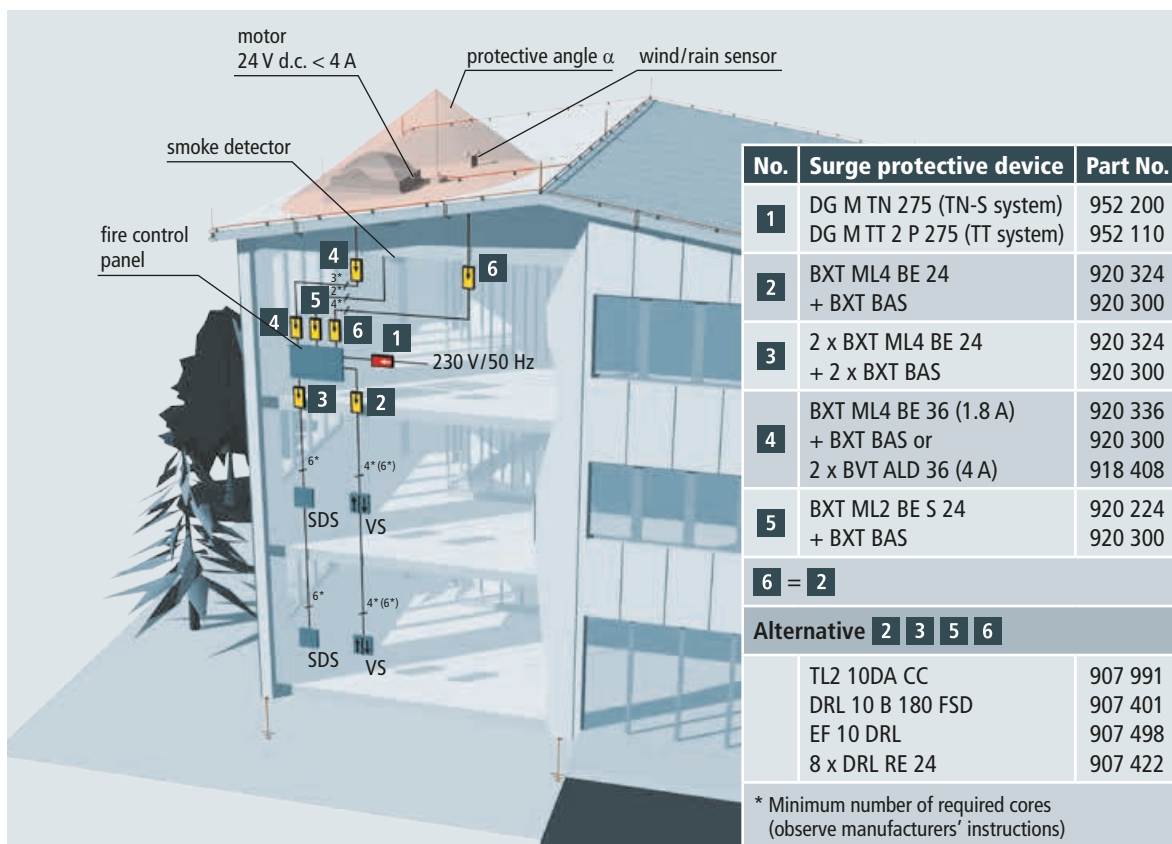 motor
24 V d.c. < 4 A
protective angle α
wind/rain sensor
smoke detector
fire control
panel
4
3*
2*
4*
5
6
4
6
1
230 V/50 Hz
3
2
6*
4* (6*)
SDS
VS
6*
4* (6*)
SDS
VS
No. Surge protective device Part No.
1 DG M TN 275 (TN-S system) 952 200
DG M TT 2 P 275 (TT system) 952 110
2 BXT ML4 BE 24 920 324
+ BXT BAS 920 300
3 2 x BXT ML4 BE 24 920 324
+ 2 x BXT BAS 920 300
4 BXT ML4 BE 36 (1.8 A) 920 336
+ BXT BAS or 920 300
2 x BVT ALD 36 (4 A) 918 408
5 BXT ML2 BE S 24 920 224
+ BXT BAS 920 300
6 = 2
Alternative 2 3 5 6
TL2 10DA CC 907 991
DRL 10 B 180 FSD 907 401
EF 10 DRL 907 498
8 x DRL RE 24 907 422
* Minimum number of required cores
(observe manufacturers' instructions)